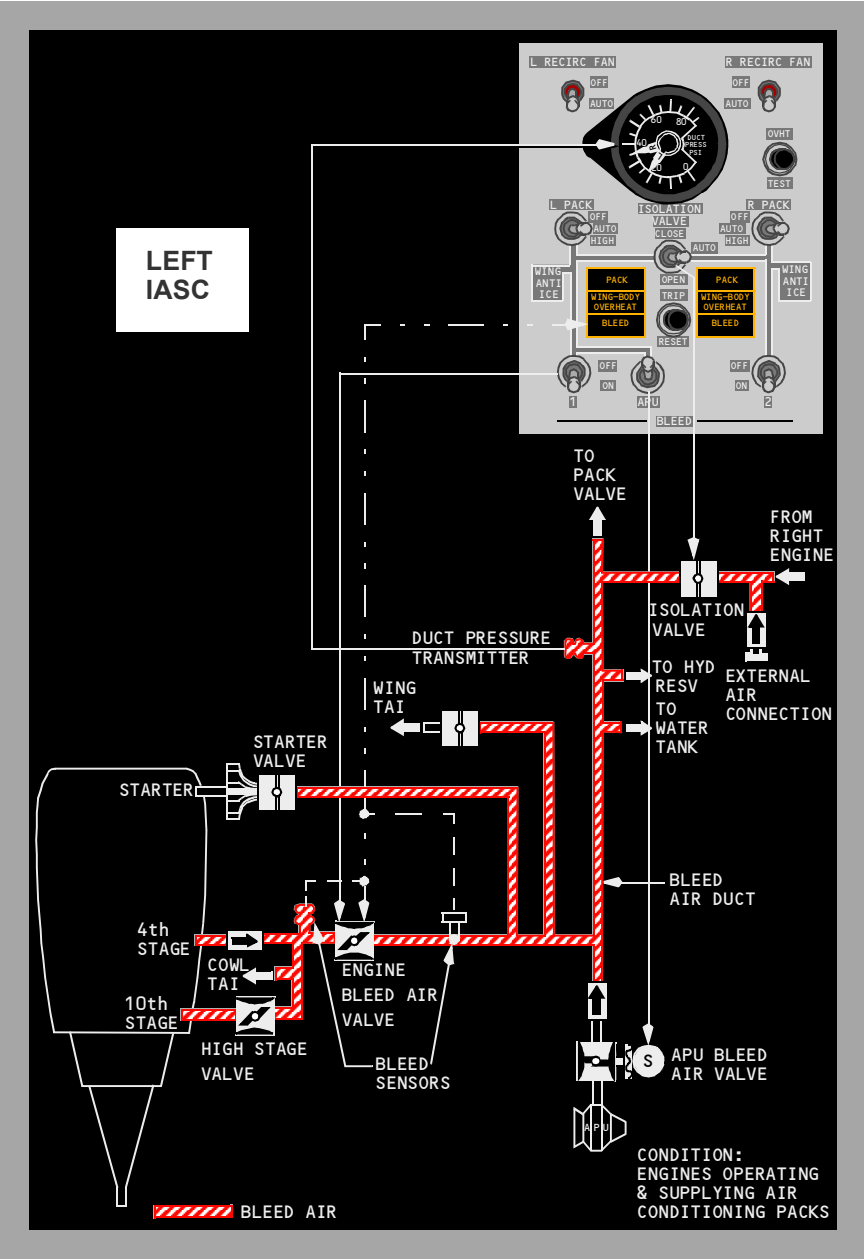 L RECIRC FAN
OFF
AUTO
R RECIRC FAN
OFF
AUTO
80
60
40
20
0
DUCT
PRESS
PSI
OVHT
TEST
L PACK
OFF
AUTO
HIGH
ISOLATION
VALVE
CLOSE
AUTO
OPEN
R PACK
OFF
AUTO
HIGH
WING
ANTI
ICE
PACK
WING-BODY
OVERHEAT
BLEED
TRIP
RESET
PACK
WING-BODY
OVERHEAT
BLEED
WING
ANTI
ICE
OFF
ON
1
APU
OFF
ON
2
BLEED
LEFT
IASC
TO
PACK
VALVE
FROM
RIGHT
ENGINE
ISOLATION
VALVE
DUCT PRESSURE
TRANSMITTER
TO HYD
RESV
EXTERNAL
AIR
CONNECTION
WING
TAI
TO
WATER
TANK
STARTER
VALVE
STARTER
BLEED
AIR DUCT
4th
STAGE
COWL
TAI
ENGINE
BLEED AIR
VALVE
10th
STAGE
HIGH STAGE
VALVE
BLEED
SENSORS
S
APU BLEED
AIR VALVE
APU
CONDITION:
ENGINES OPERATING
& SUPPLYING AIR
CONDITIONING PACKS
BLEED AIR